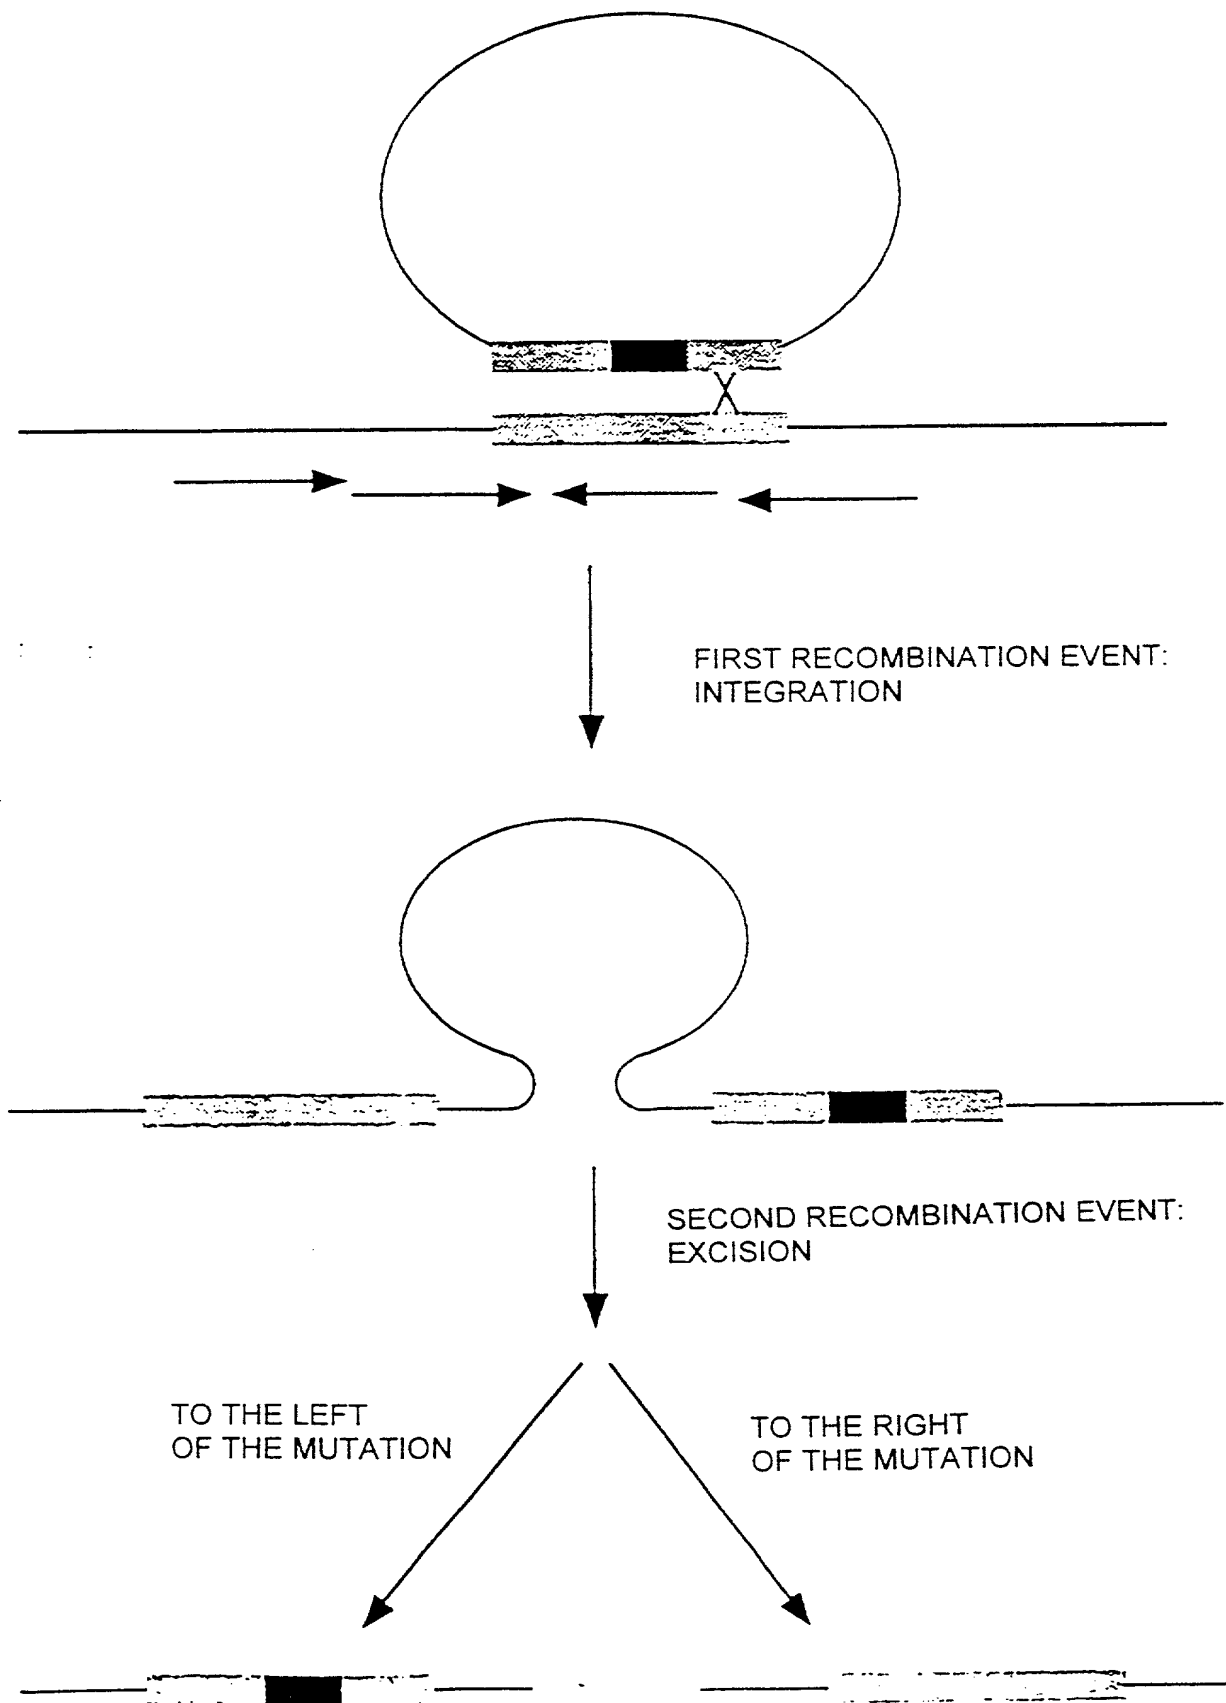 FIRST RECOMBINATION EVENT:
INTEGRATION
SECOND RECOMBINATION EVENT:
EXCISION
TO THE LEFT
OF THE MUTATION
TO THE RIGHT
OF THE MUTATION